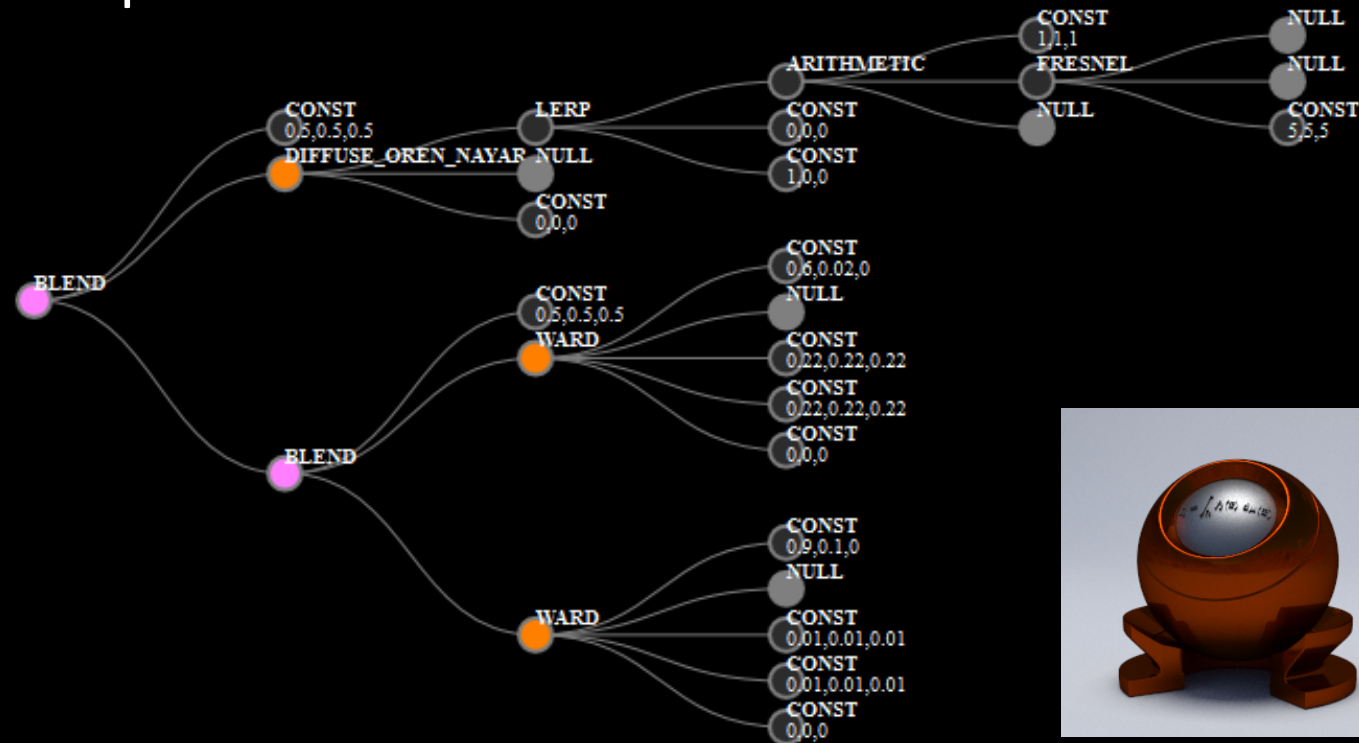 CONST
1,1,1
NULL
ARITHMETIC
FRESNEL
NULL
CONST
0.5,0.5,0.5
LERP
CONST
0,0,0
NULL
CONST
5,5,5
DIFFUSE_OREN_NAYAR
NULL
CONST
1,0,0
CONST
0,0,0
CONST
0.6,0.02,0
BLEND
CONST
0.5,0.5,0.5
NULL
WARD
CONST
0.22,0.22,0.22
CONST
0.22,0.22,0.22
BLEND
CONST
0,0,0
CONST
0.9,0.1,0
NULL
WARD
CONST
0.01,0.01,0.01
CONST
0.01,0.01,0.01
CONST
0,0,0